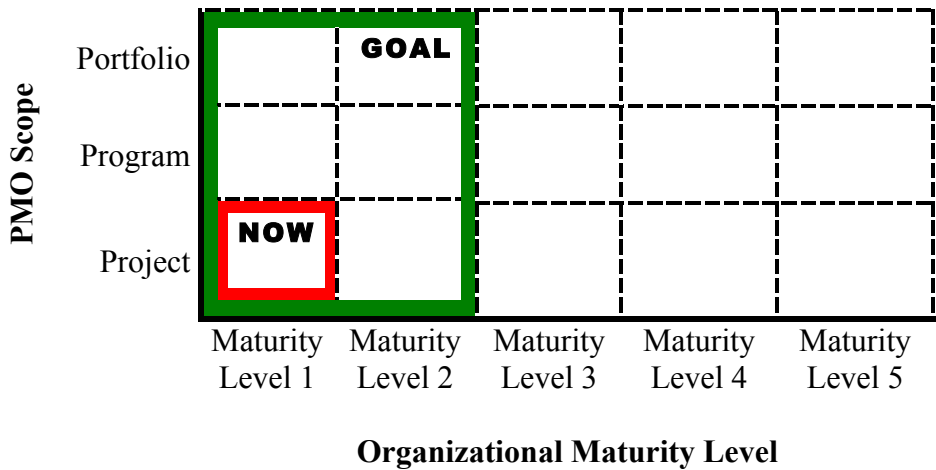 Portfolio
GOAL
Program
PMO Scope
NOW
Project
Maturity Level 1
Maturity Level 2
Maturity Level 3
Maturity Level 4
Maturity Level 5
Organizational Maturity Level